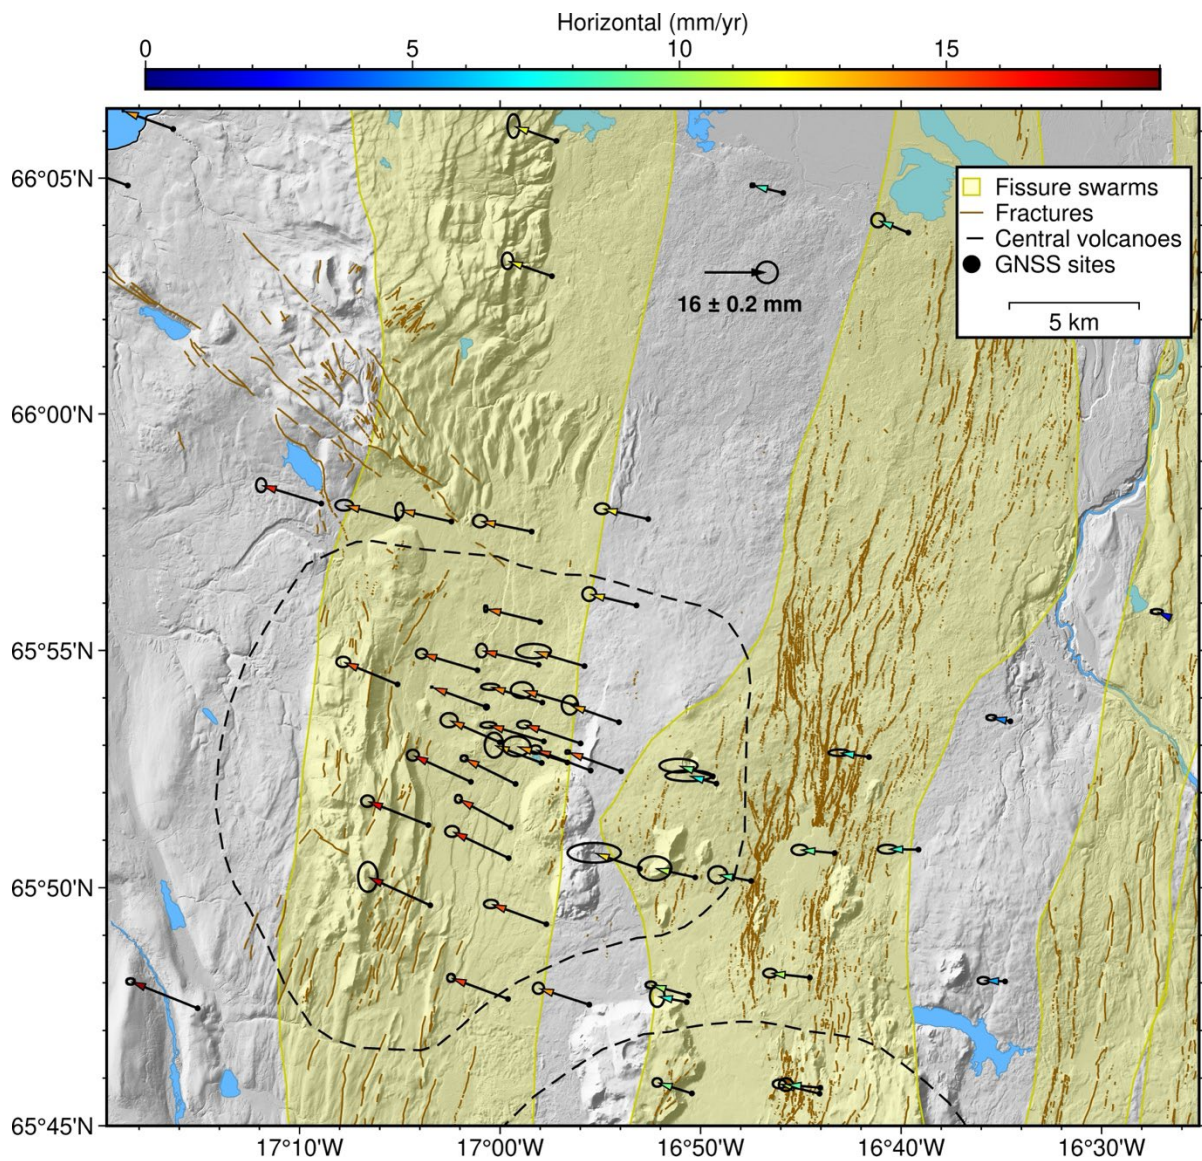 Horizontal (mm/yr)
0 5 10 15
66°05'N
66°00'N
65°55'N
65°50'N
65°45'N
Fissure swarms
Fractures
Central volcanoes
GNSS sites
5 km
16 ± 0.2 mm
17°10'W 17°00'W 16°50'W 16°40'W 16°30'W